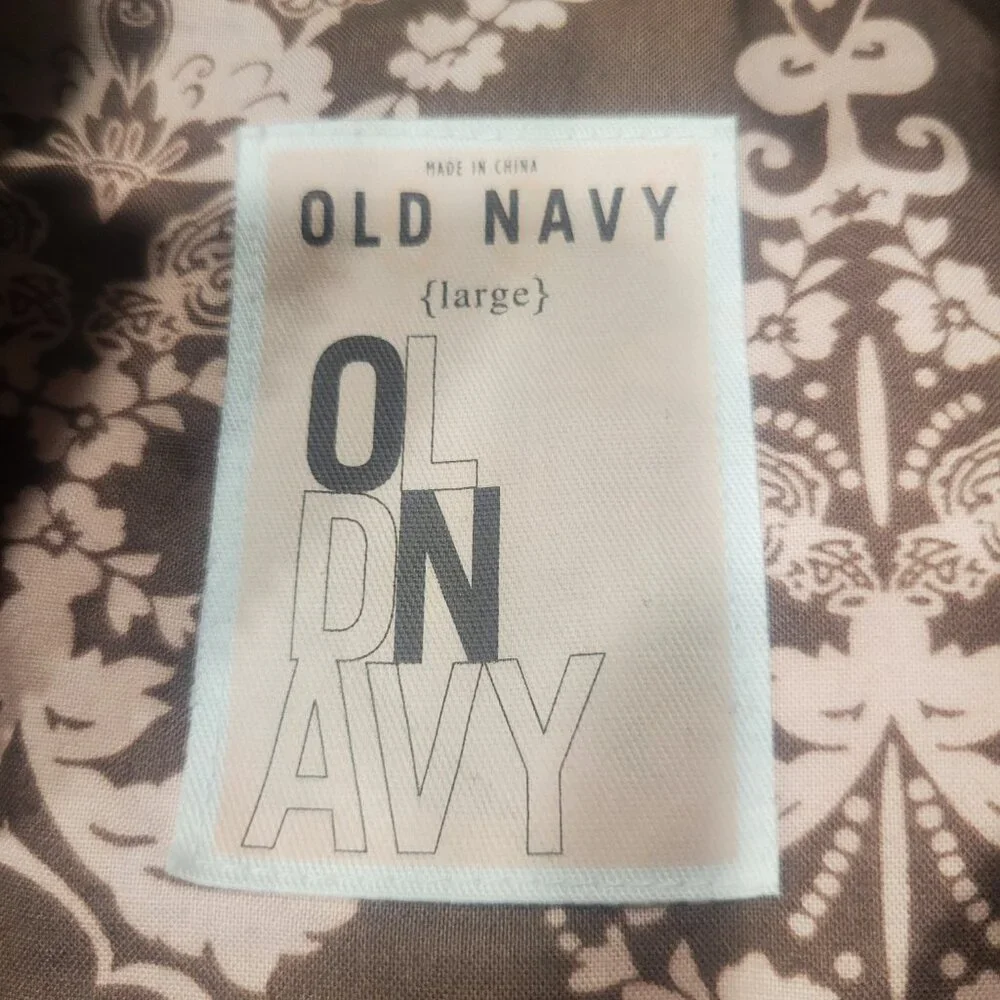 MADE IN CHINA
OLD NAVY
{large}
OL
DN
AVY